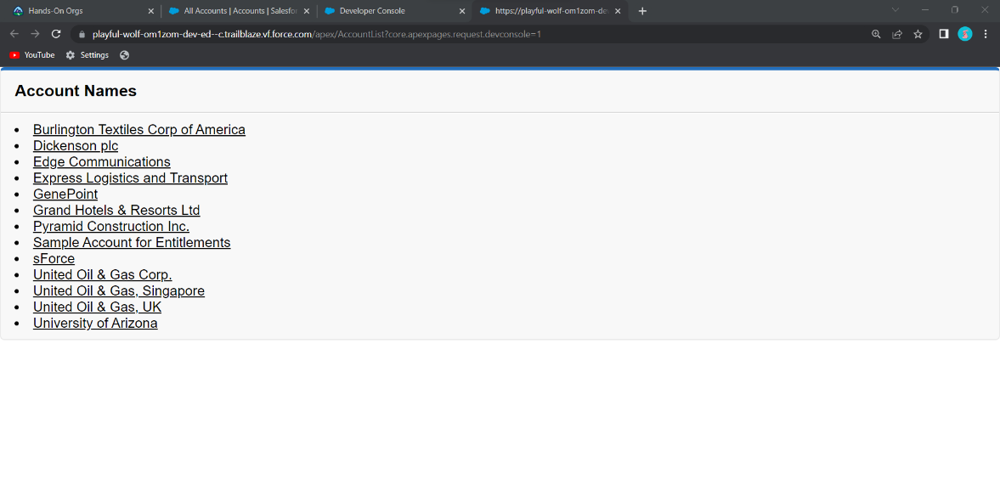 Hands-On Orgs
All Accounts | Accounts | Salesfor
Developer Console
https://playful-wolf-om1zom-de
playful-wolf-om1zom-dev-ed--c.trailblaze.vf.force.com/apex/AccountList?core.apexpages.request.devconsole=1
YouTube
Settings
Account Names
Burlington Textiles Corp of America
Dickenson plc
Edge Communications
Express Logistics and Transport
GenePoint
Grand Hotels & Resorts Ltd
Pyramid Construction Inc.
Sample Account for Entitlements
sForce
United Oil & Gas Corp.
United Oil & Gas, Singapore
United Oil & Gas, UK
University of Arizona